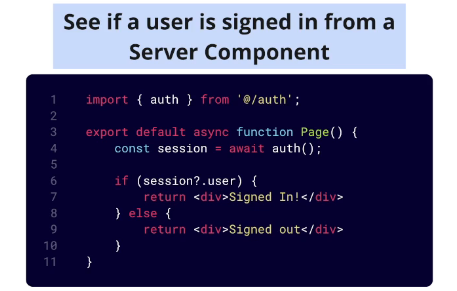 See if a user is signed in from a
Server Component
1 import { auth } from '@/auth';
2
3 export default async function Page() {
4 const session = await auth();
5
6 if (session?.user) {
7 return <div>Signed In!</div>
8 } else {
9 return <div>Signed out</div>
10 }
11 }